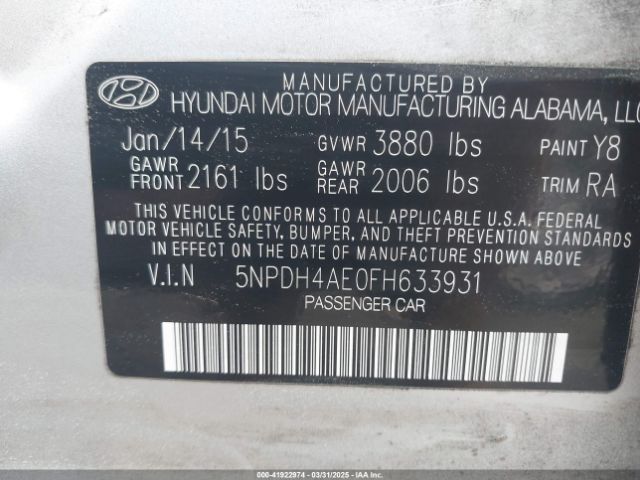 MANUFACTURED BY
HYUNDAI MOTOR MANUFACTURING ALABAMA, LLC
Jan/14/15 GVWR 3880 lbs PAINT Y8
GAWR FRONT 2161 lbs GAWR REAR 2006 lbs TRIM RA
THIS VEHICLE CONFORMS TO ALL APPLICABLE U.S.A. FEDERAL
MOTOR VEHICLE SAFETY, BUMPER, AND THEFT PREVENTION STANDARDS
IN EFFECT ON THE DATE OF MANUFACTURE SHOWN ABOVE
V.I.N 5NPDH4AE0FH633931
PASSENGER CAR
000-41922974 | 03/31/2025 | IAAI.COM